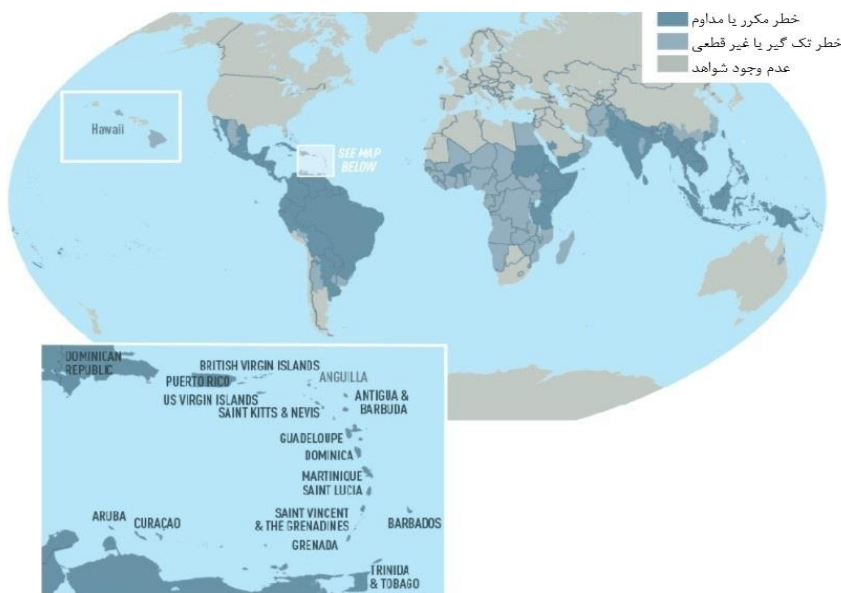 خطر مکرر یا مداوم
خطر تک گیر یا غیر قطعی
عدم وجود شواهد
Hawaii
SEE MAP
BELOW
DOMINICAN
REPUBLIC
BRITISH VIRGIN ISLANDS
PUERTO RICO
ANGUILLA
US VIRGIN ISLANDS
ANTIGUA &
BARBUDA
SAINT KITTS & NEVIS
GUADELOUPE
DOMINICA
MARTINIQUE
SAINT LUCIA
SAINT VINCENT
& THE GRENADINES
BARBADOS
ARUBA
CURAÇAO
GRENADA
TRINIDA
& TOBAGO